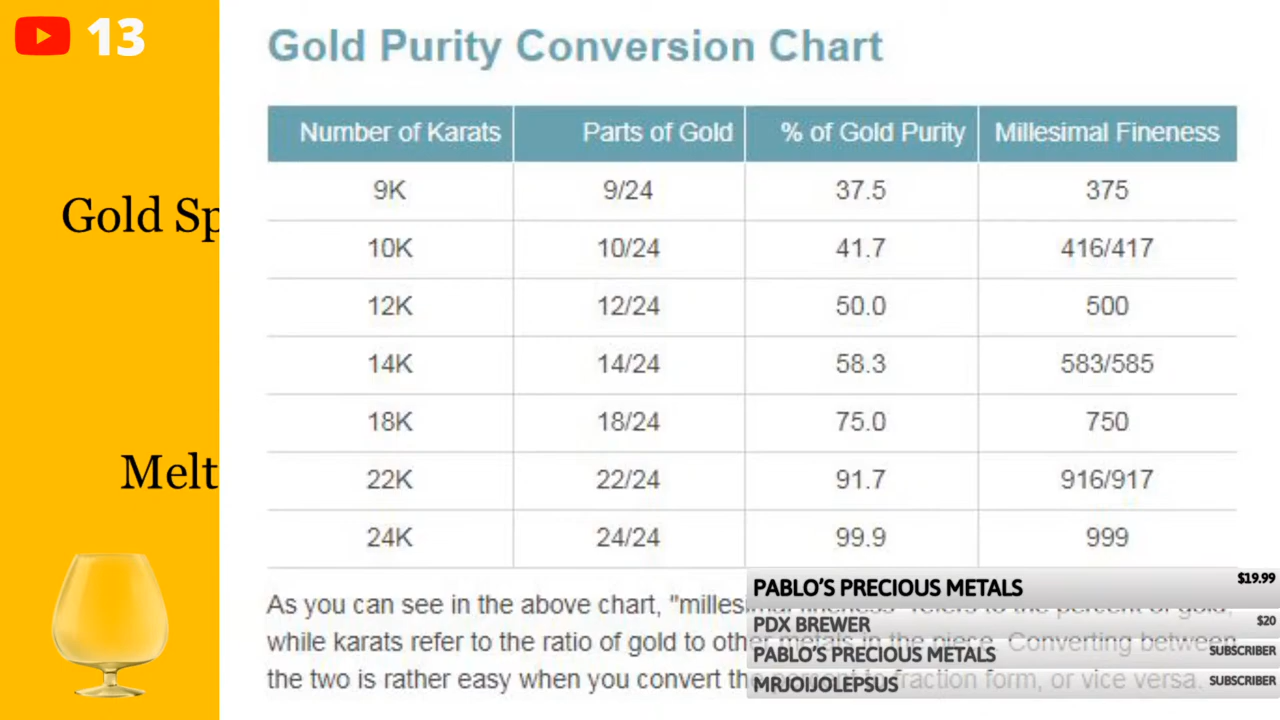 13
Gold Purity Conversion Chart
Number of Karats Parts of Gold % of Gold Purity Millesimal Fineness
9K 9/24 37.5 375
Gold Sp
10K 10/24 41.7 416/417
12K 12/24 50.0 500
14K 14/24 58.3 583/585
18K 18/24 75.0 750
Melt
22K 22/24 91.7 916/917
24K 24/24 99.9 999
As you can see in the above chart, "millesimal fineness" refers to the percent of gold,
while karats refer to the ratio of gold to other metals in the piece. Converting between
the two is rather easy when you convert the percent to fraction form, or vice versa.
PABLO'S PRECIOUS METALS $19.99
PDX BREWER $20
PABLO'S PRECIOUS METALS SUBSCRIBER
MRJOIJOLEPSUS SUBSCRIBER